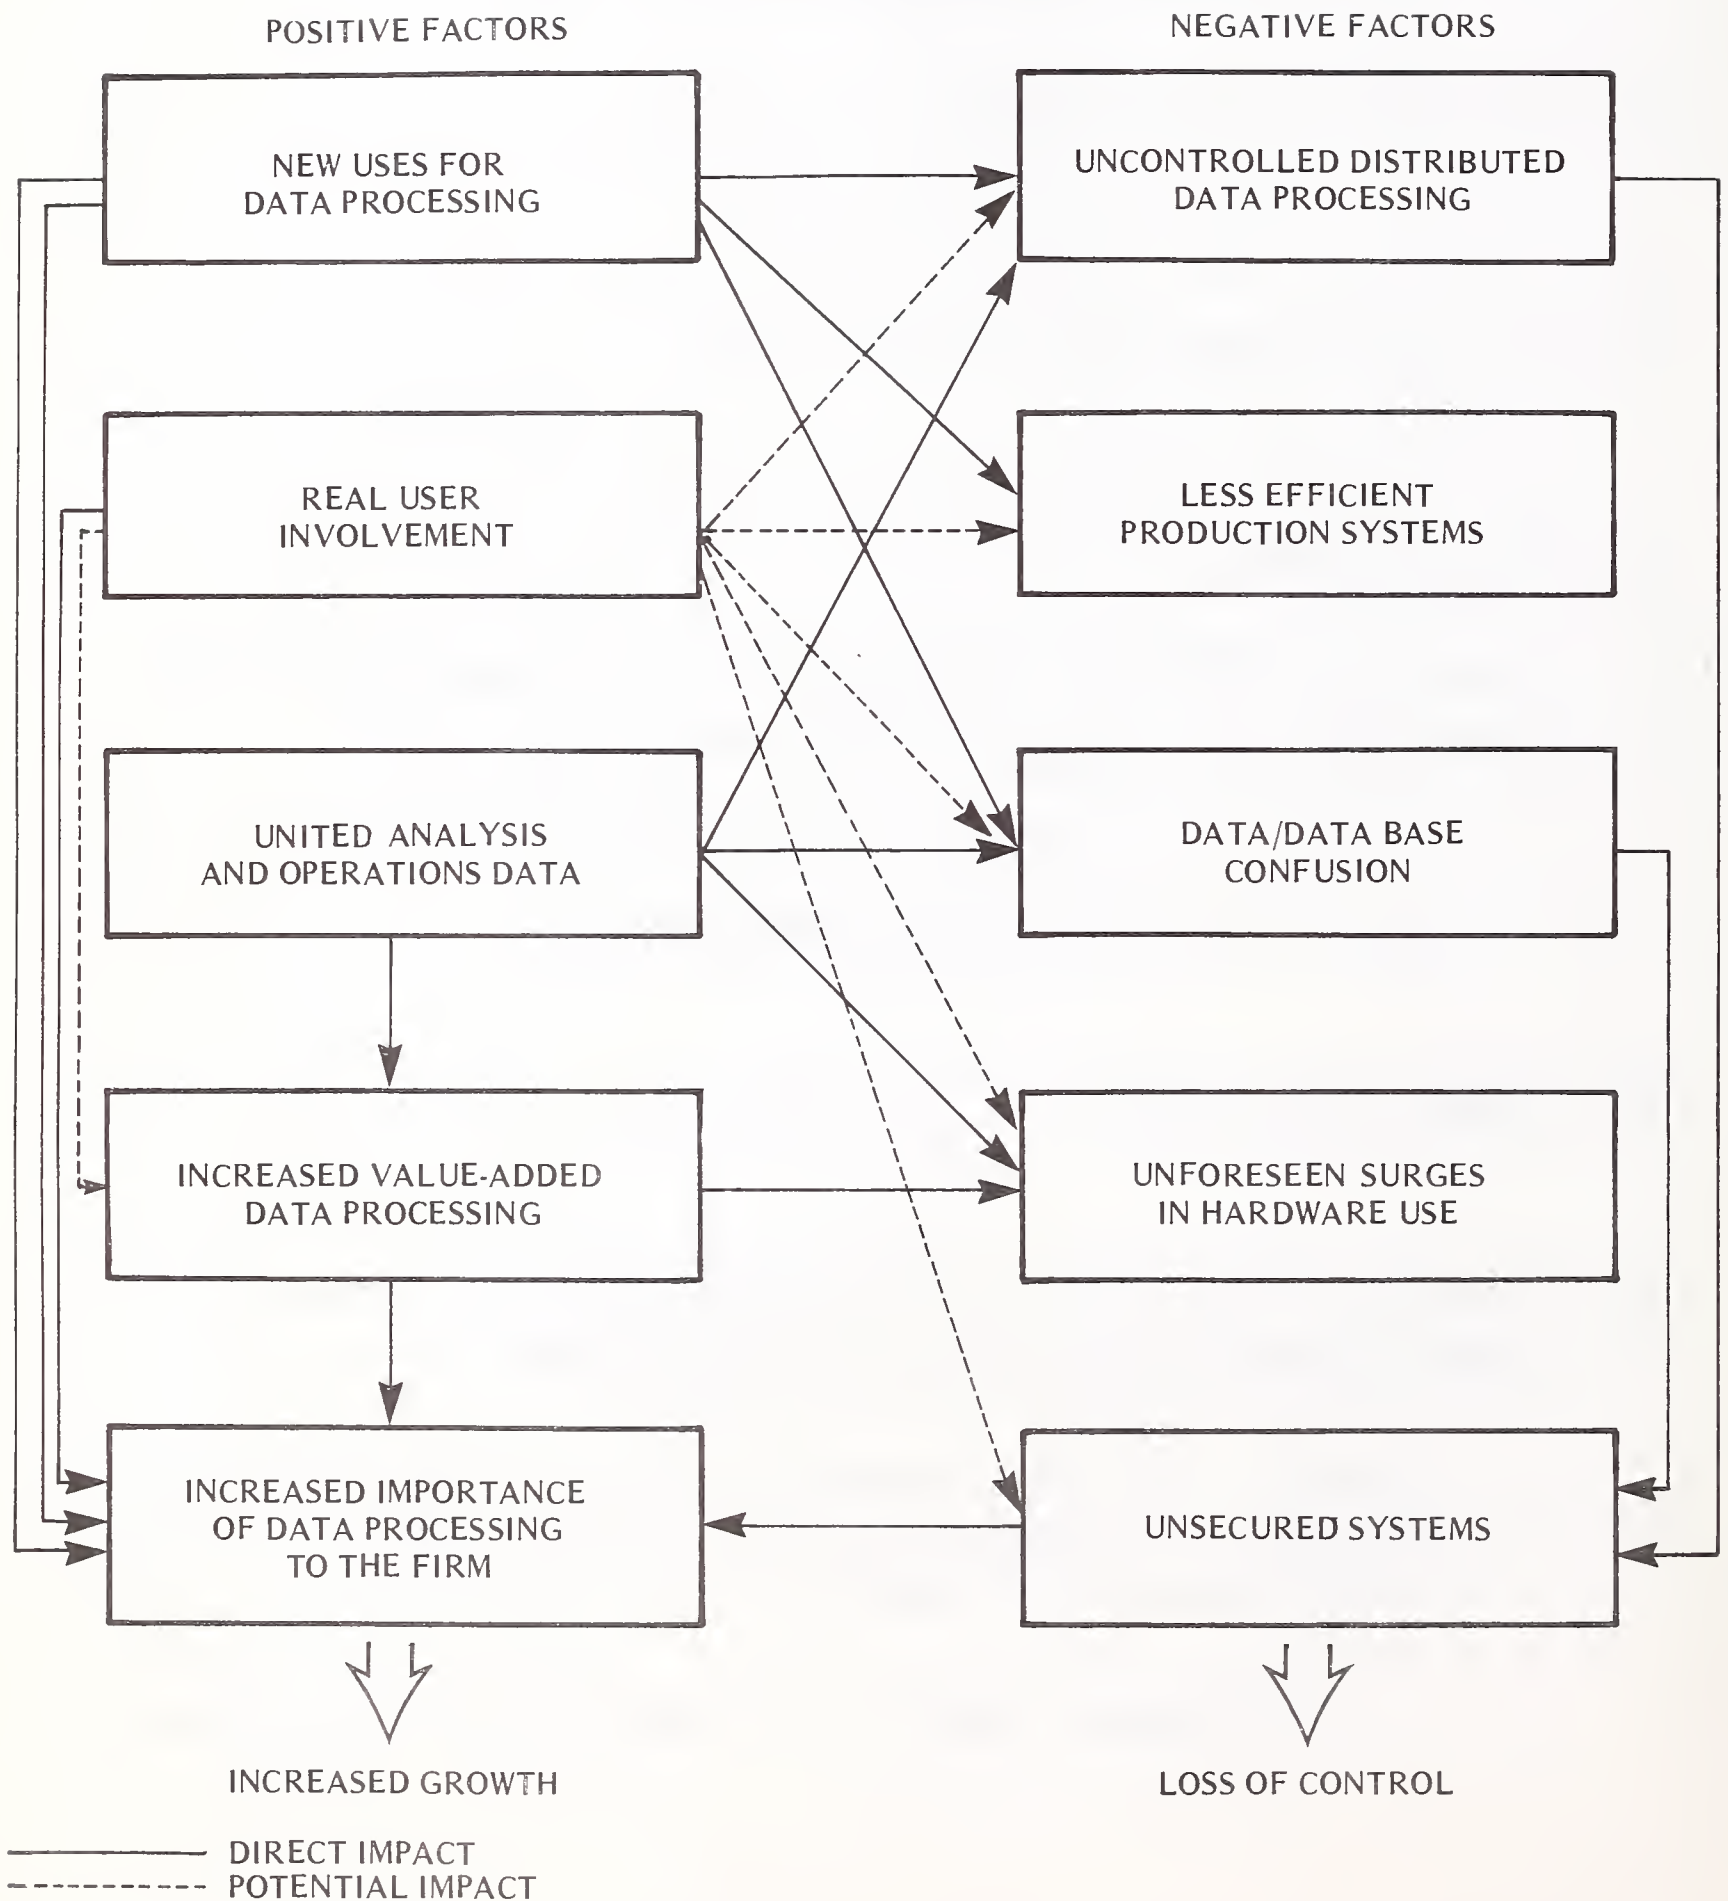 POSITIVE FACTORS
NEGATIVE FACTORS
NEW USES FOR
DATA PROCESSING
UNCONTROLLED DISTRIBUTED
DATA PROCESSING
REAL USER
INVOLVEMENT
LESS EFFICIENT
PRODUCTION SYSTEMS
UNITED ANALYSIS
AND OPERATIONS DATA
DATA/DATA BASE
CONFUSION
INCREASED VALUE-ADDED
DATA PROCESSING
UNFORESEEN SURGES
IN HARDWARE USE
INCREASED IMPORTANCE
OF DATA PROCESSING
TO THE FIRM
UNSECURED SYSTEMS
INCREASED GROWTH
LOSS OF CONTROL
DIRECT IMPACT
POTENTIAL IMPACT